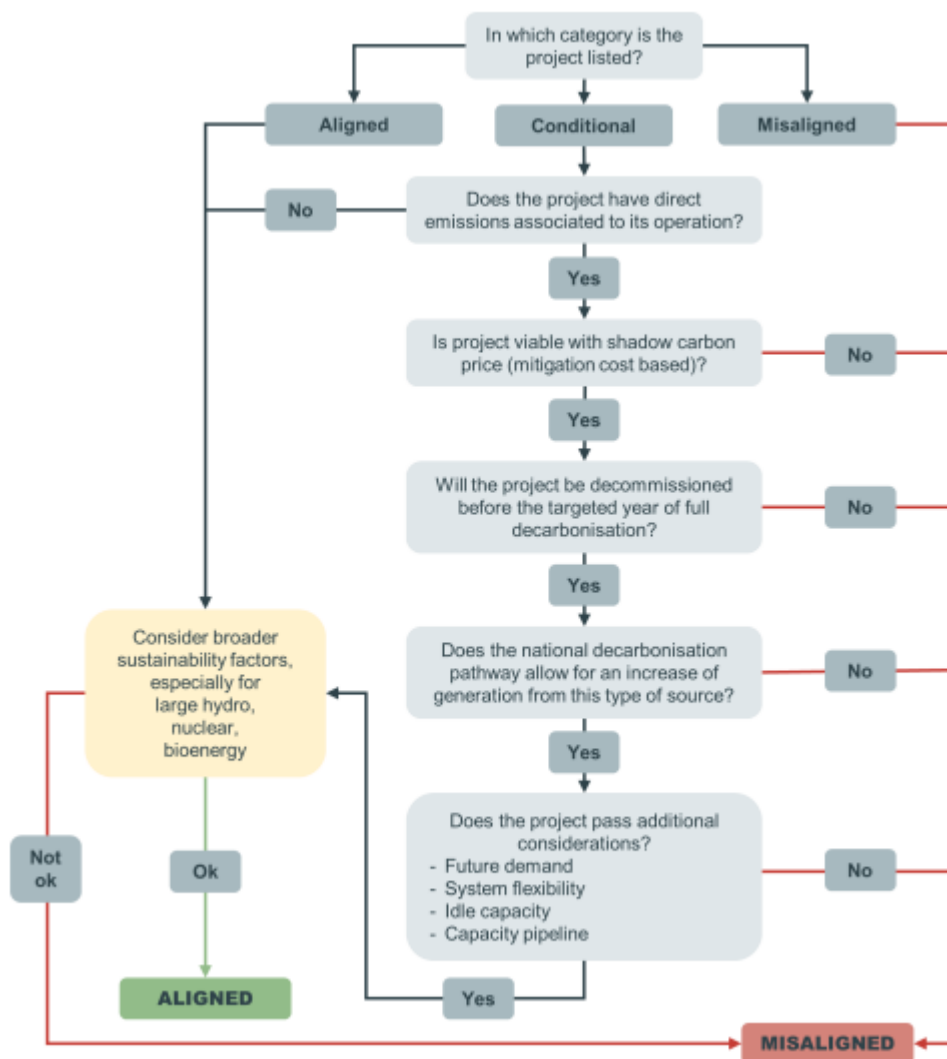 In which category is the
project listed?
Aligned
Conditional
Misaligned
Does the project have direct
emissions associated to its operation?
No
Yes
Is project viable with shadow carbon
price (mitigation cost based)?
No
Yes
Will the project be decommissioned
before the targeted year of full
decarbonisation?
No
Yes
Does the national decarbonisation
pathway allow for an increase of
generation from this type of source?
No
Yes
Consider broader
sustainability factors,
especially for
large hydro,
nuclear,
bioenergy
Does the project pass additional
considerations?
- Future demand
- System flexibility
- Idle capacity
- Capacity pipeline
No
Not
ok
Ok
Yes
ALIGNED
MISALIGNED